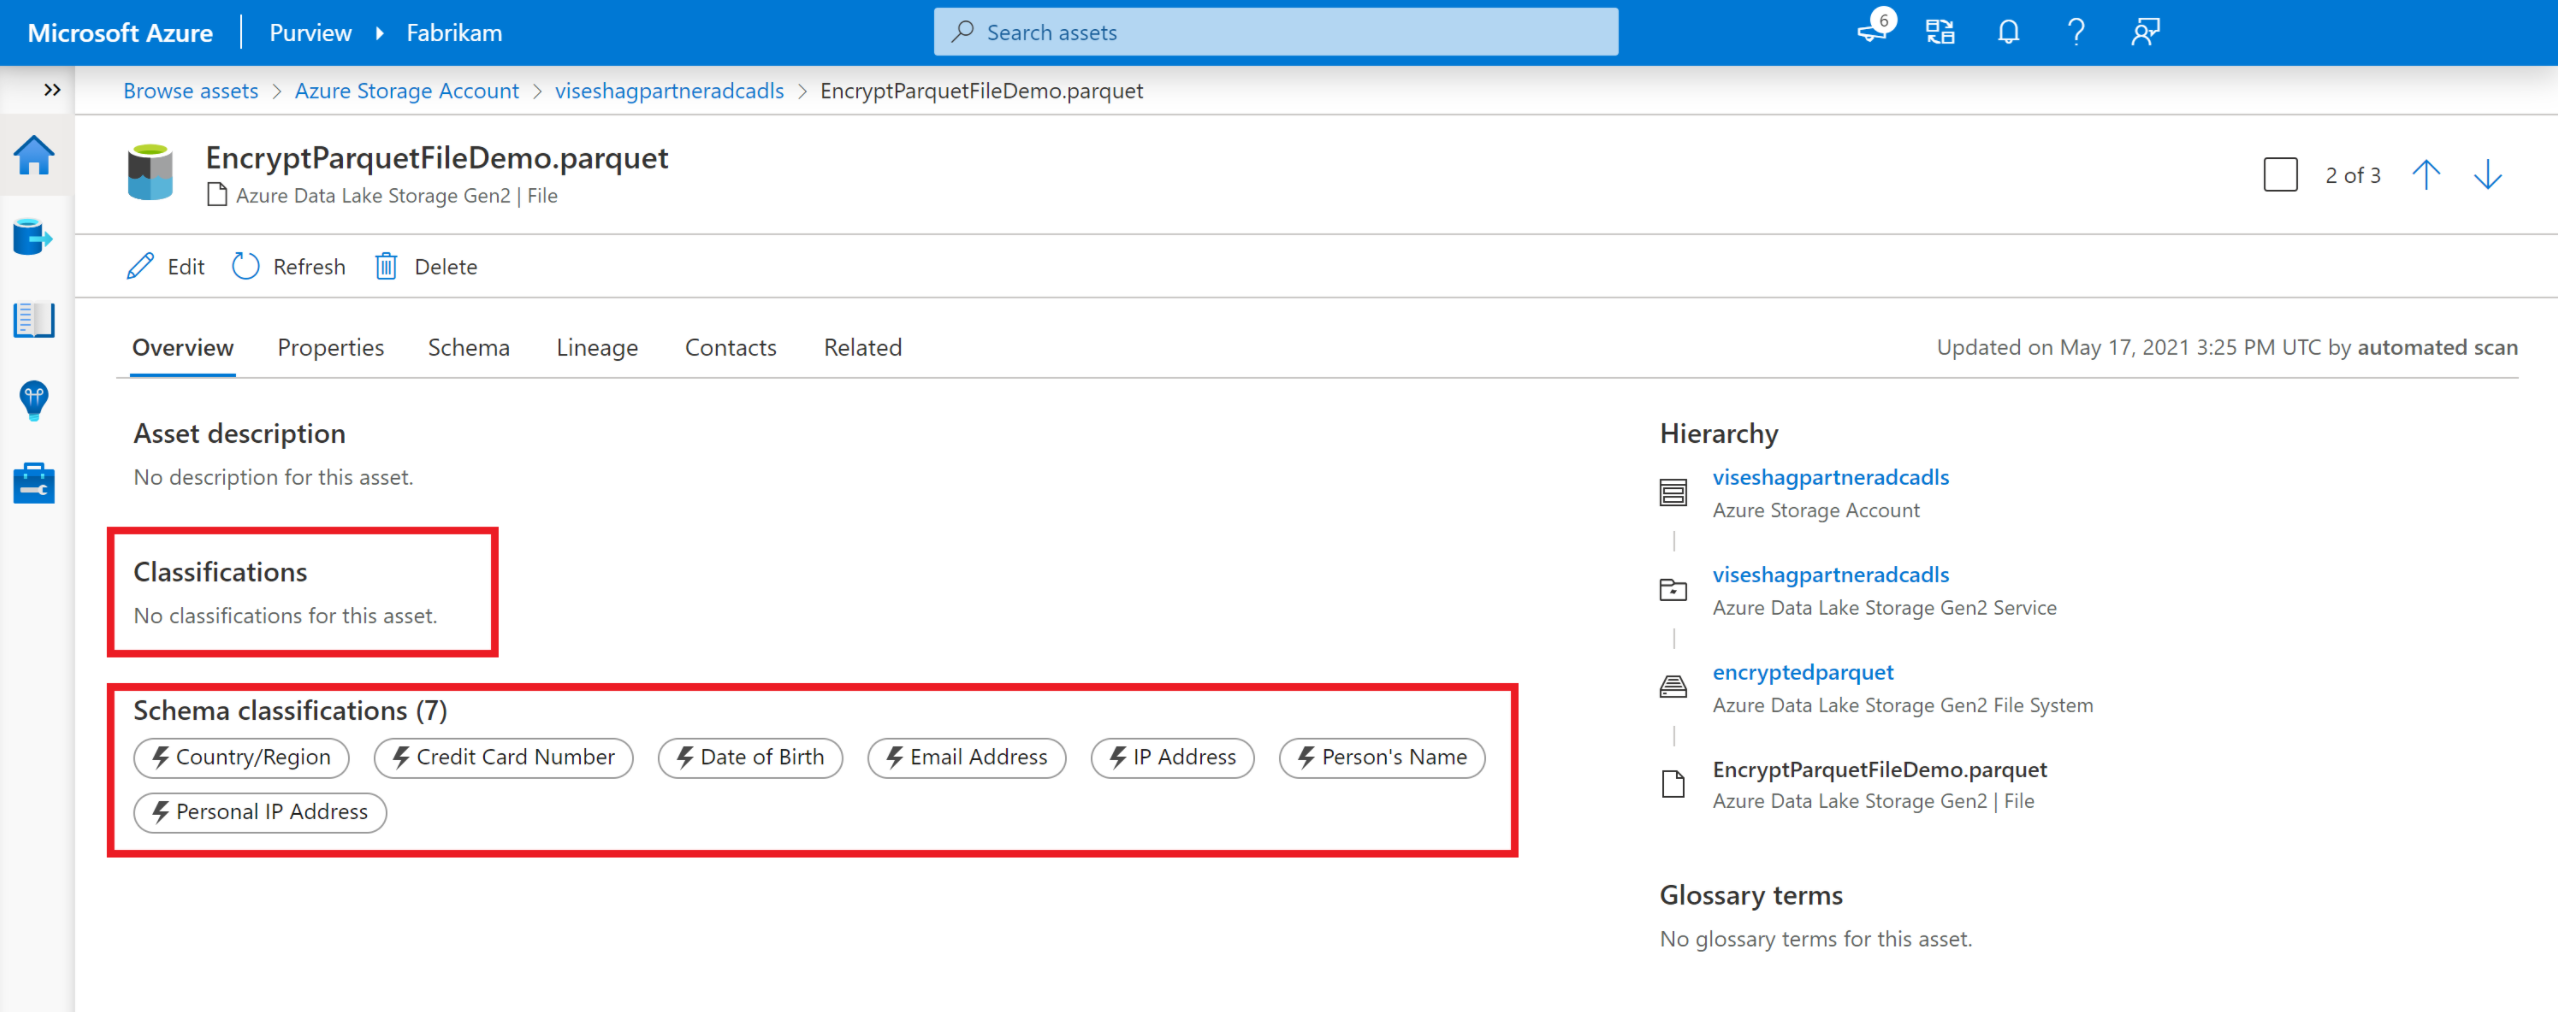 Microsoft Azure Purview Fabrikam Search assets 6
Browse assets > Azure Storage Account > viseshagpartneradcadls > EncryptParquetFileDemo.parquet
EncryptParquetFileDemo.parquet
Azure Data Lake Storage Gen2 | File
2 of 3
Edit Refresh Delete
Overview Properties Schema Lineage Contacts Related
Updated on May 17, 2021 3:25 PM UTC by automated scan
Asset description
No description for this asset.
Classifications
No classifications for this asset.
Schema classifications (7)
Country/Region Credit Card Number Date of Birth Email Address IP Address Person's Name
Personal IP Address
Hierarchy
viseshagpartneradcadls
Azure Storage Account
viseshagpartneradcadls
Azure Data Lake Storage Gen2 Service
encryptedparquet
Azure Data Lake Storage Gen2 File System
EncryptParquetFileDemo.parquet
Azure Data Lake Storage Gen2 | File
Glossary terms
No glossary terms for this asset.